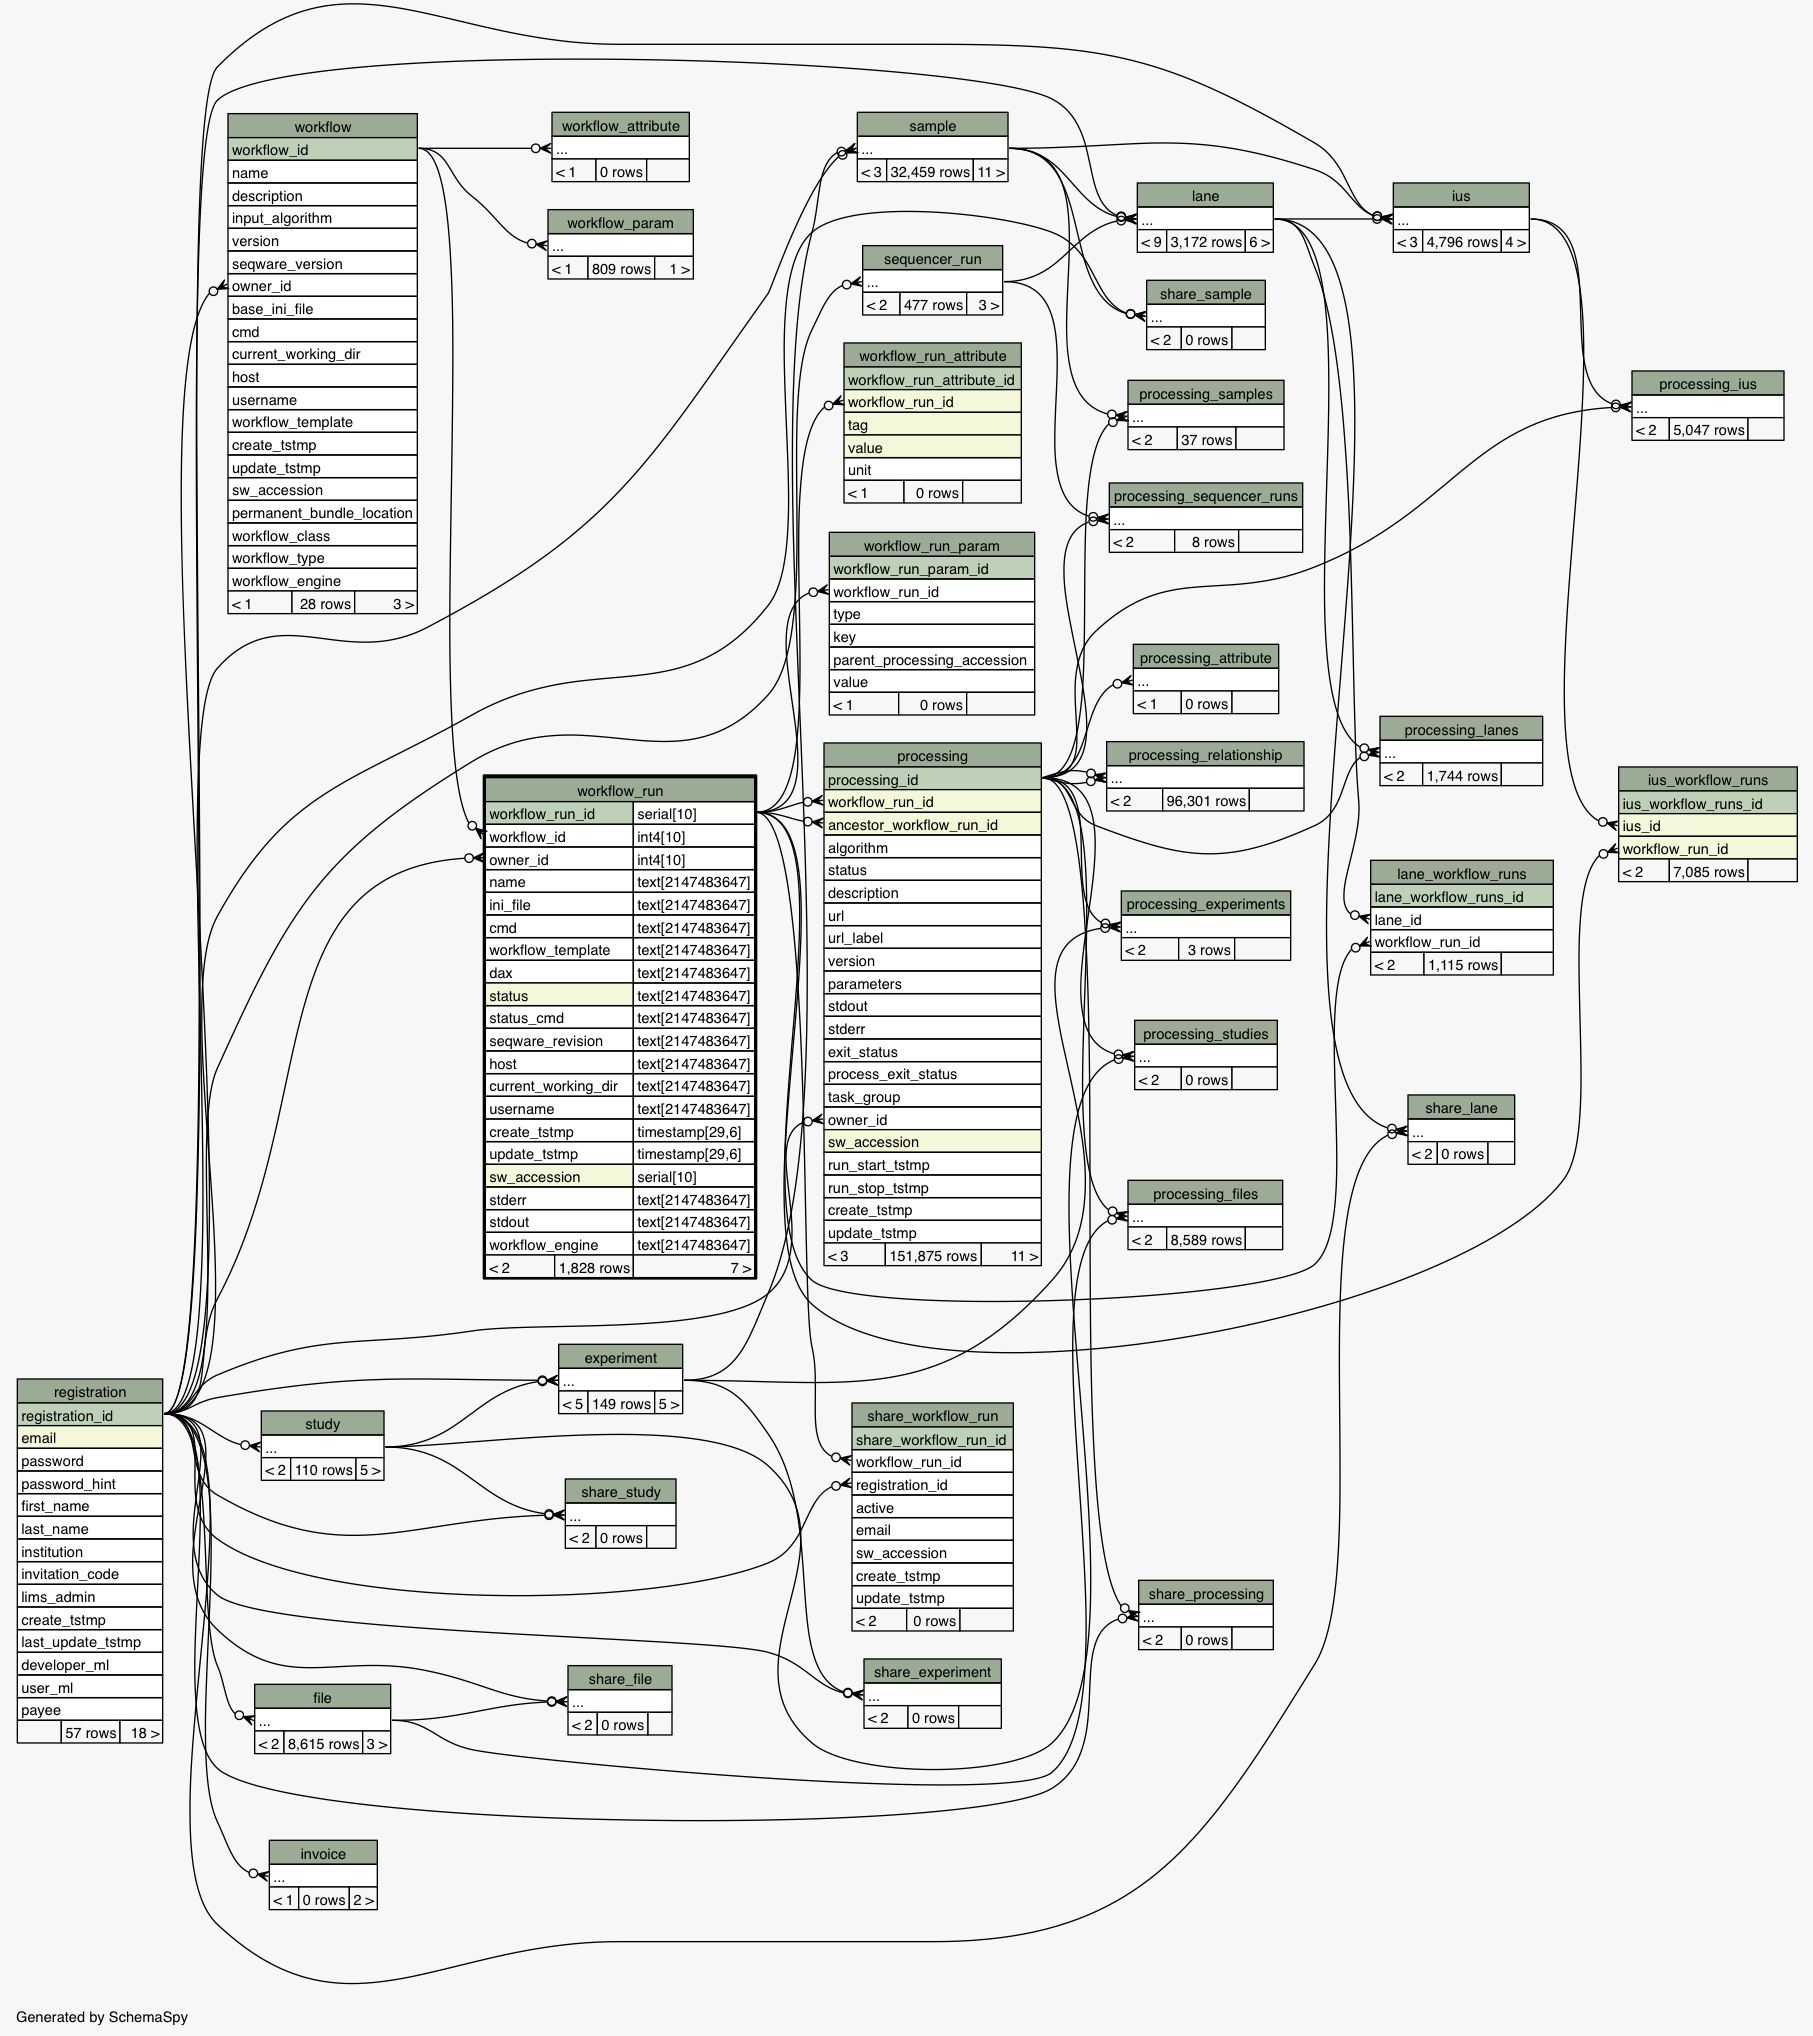 workflow
workflow_id
name
description
input_algorithm
version
seqware_version
owner_id
base_ini_file
cmd
current_working_dir
host
username
workflow_template
create_tstmp
update_tstmp
sw_accession
permanent_bundle_location
workflow_class
workflow_type
workflow_engine
< 1 28 rows 3 >
workflow_attribute
...
< 1 0 rows
workflow_param
...
< 1 809 rows 1 >
sample
...
< 3 32,459 rows 11 >
sequencer_run
...
< 2 477 rows 3 >
workflow_run_attribute
workflow_run_attribute_id
workflow_run_id
tag
value
unit
< 1 0 rows
workflow_run_param
workflow_run_param_id
workflow_run_id
type
key
parent_processing_accession
value
< 1 0 rows
lane
...
< 9 3,172 rows 6 >
ius
...
< 3 4,796 rows 4 >
share_sample
...
< 2 0 rows
processing_samples
...
< 2 37 rows
processing_ius
...
< 2 5,047 rows
processing_sequencer_runs
...
< 2 8 rows
processing_attribute
...
< 1 0 rows
processing_relationship
...
< 2 96,301 rows
processing_lanes
...
< 2 1,744 rows
ius_workflow_runs
ius_workflow_runs_id
ius_id
workflow_run_id
< 2 7,085 rows
lane_workflow_runs
lane_workflow_runs_id
lane_id
workflow_run_id
< 2 1,115 rows
workflow_run
workflow_run_id serial[10]
workflow_id int4[10]
owner_id int4[10]
name text[2147483647]
ini_file text[2147483647]
cmd text[2147483647]
workflow_template text[2147483647]
dax text[2147483647]
status text[2147483647]
status_cmd text[2147483647]
seqware_revision text[2147483647]
host text[2147483647]
current_working_dir text[2147483647]
username text[2147483647]
create_tstmp timestamp[29,6]
update_tstmp timestamp[29,6]
sw_accession serial[10]
stderr text[2147483647]
stdout text[2147483647]
workflow_engine text[2147483647]
< 2 1,828 rows 7 >
processing
processing_id
workflow_run_id
ancestor_workflow_run_id
algorithm
status
description
url
url_label
version
parameters
stdout
stderr
exit_status
process_exit_status
task_group
owner_id
sw_accession
run_start_tstmp
run_stop_tstmp
create_tstmp
update_tstmp
< 3 151,875 rows 11 >
processing_experiments
...
< 2 3 rows
processing_studies
...
< 2 0 rows
share_lane
...
< 2 0 rows
processing_files
...
< 2 8,589 rows
registration
registration_id
email
password
password_hint
first_name
last_name
institution
invitation_code
lims_admin
create_tstmp
last_update_tstmp
developer_ml
user_ml
payee
57 rows 18 >
experiment
...
< 5 149 rows 5 >
study
...
< 2 110 rows 5 >
share_study
...
< 2 0 rows
share_workflow_run
share_workflow_run_id
workflow_run_id
registration_id
active
email
sw_accession
create_tstmp
update_tstmp
< 2 0 rows
share_processing
...
< 2 0 rows
share_file
...
< 2 0 rows
share_experiment
...
< 2 0 rows
file
...
< 2 8,615 rows 3 >
invoice
...
< 1 0 rows 2 >
Generated by SchemaSpy